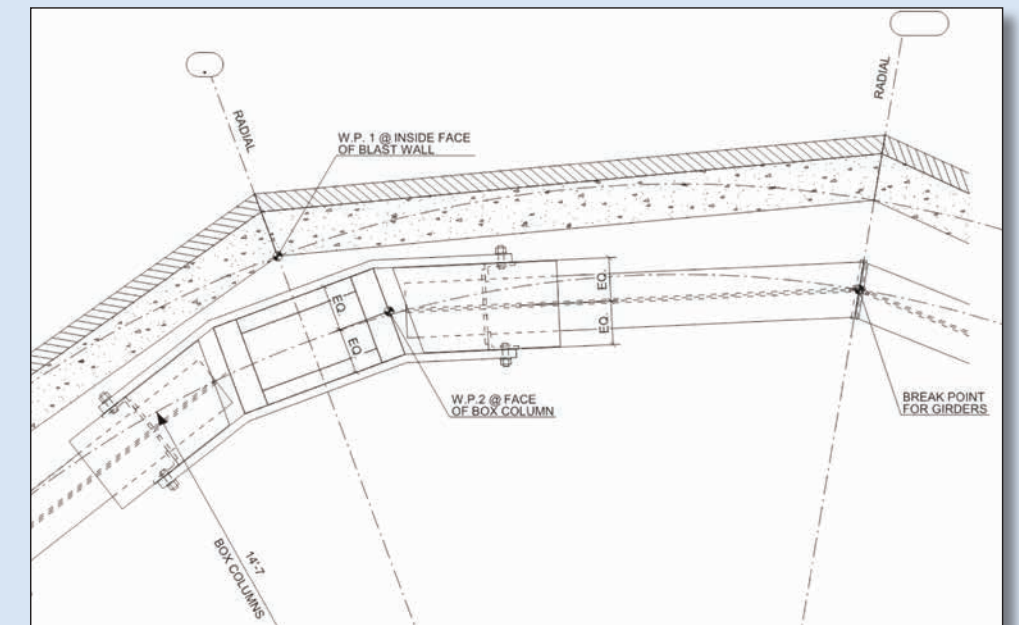 RADIAL
RADIAL
W.P. 1 @ INSIDE FACE
OF BLAST WALL
EQ.
EQ.
EQ.
EQ.
W.P.2 @ FACE
OF BOX COLUMN
BREAK POINT
FOR GIRDERS
14'-7
BOX COLUMNS